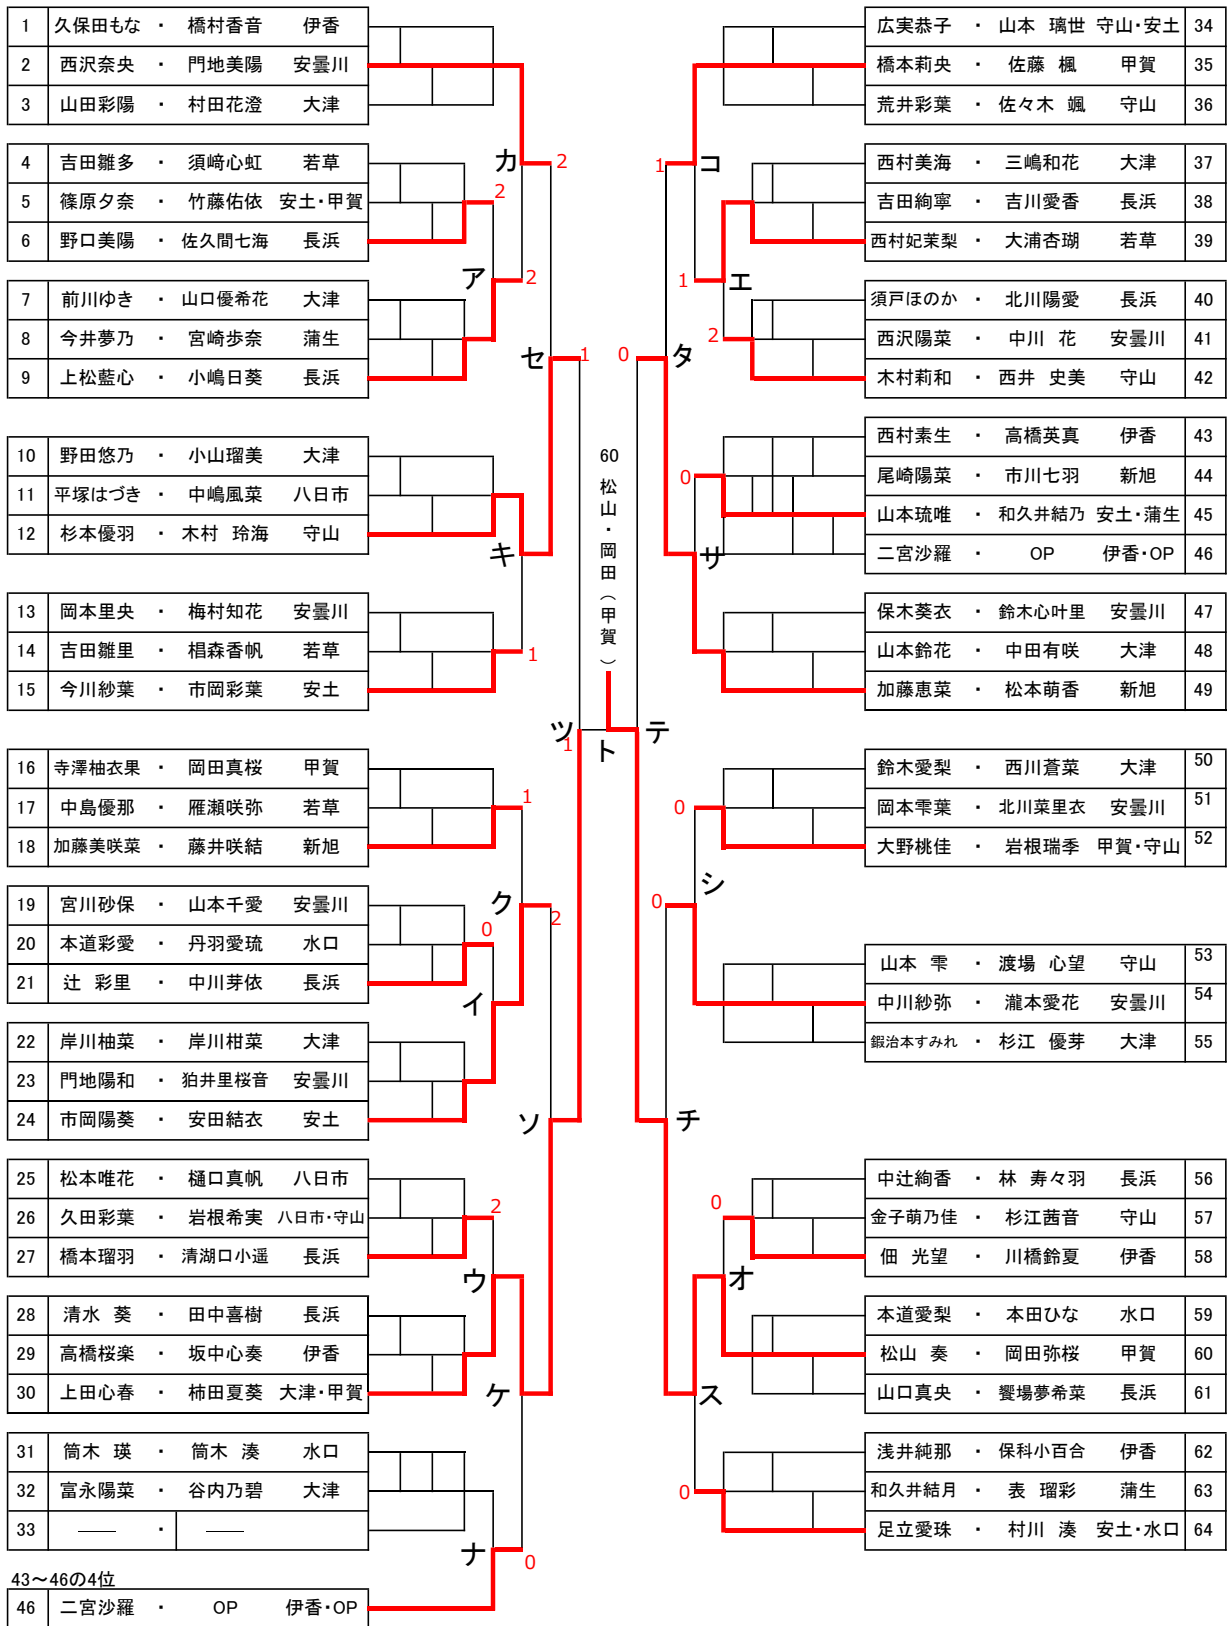 1 久保田もな ・ 橋村香音 伊香
2 西沢奈央 ・ 門地美陽 安曇川
3 山田彩陽 ・ 村田花澄 大津
4 吉田雛多 ・ 須﨑心虹 若草
5 篠原夕奈 ・ 竹藤佑依 安土・甲賀
6 野口美陽 ・ 佐久間七海 長浜
7 前川ゆき ・ 山口優希花 大津
8 今井夢乃 ・ 宮崎歩奈 蒲生
9 上松藍心 ・ 小嶋日葵 長浜
10 野田悠乃 ・ 小山瑠美 大津
11 平塚はづき ・ 中嶋風菜 八日市
12 杉本優羽 ・ 木村 玲海 守山
13 岡本里央 ・ 梅村知花 安曇川
14 吉田雛里 ・ 椙森香帆 若草
15 今川紗葉 ・ 市岡彩葉 安土
16 寺澤柚衣果 ・ 岡田真桜 甲賀
17 中島優那 ・ 雁瀬咲弥 若草
18 加藤美咲菜 ・ 藤井咲結 新旭
19 宮川砂保 ・ 山本千愛 安曇川
20 本道彩愛 ・ 丹羽愛琉 水口
21 辻 彩里 ・ 中川芽依 長浜
22 岸川柚菜 ・ 岸川柑菜 大津
23 門地陽和 ・ 狛井里桜音 安曇川
24 市岡陽葵 ・ 安田結衣 安土
25 松本唯花 ・ 樋口真帆 八日市
26 久田彩葉 ・ 岩根希実 八日市・守山
27 橋本瑠羽 ・ 清湖口小遥 長浜
28 清水 葵 ・ 田中喜樹 長浜
29 高橋桜楽 ・ 坂中心奏 伊香
30 上田心春 ・ 柿田夏葵 大津・甲賀
31 筒木 瑛 ・ 筒木 湊 水口
32 富永陽菜 ・ 谷内乃碧 大津
33 ―― ・ ――
43～46の4位
46 二宮沙羅 ・ OP 伊香・OP
カ 2
2
ア 2
セ 1
キ
1
1
ク 2
0
イ
ソ
2
ウ
ケ
ナ 0
ツ 1
ト
60 松山・岡田（甲賀）
テ
0 タ
1 コ
1 エ
2
0
サ
0
シ
0
チ
0
オ
ス
0
広実恭子 ・ 山本 璃世 守山・安土 34
橋本莉央 ・ 佐藤 楓 甲賀 35
荒井彩葉 ・ 佐々木 颯 守山 36
西村美海 ・ 三嶋和花 大津 37
吉田絢寧 ・ 吉川愛香 長浜 38
西村妃茉梨 ・ 大浦杏瑚 若草 39
須戸ほのか ・ 北川陽愛 長浜 40
西沢陽菜 ・ 中川 花 安曇川 41
木村莉和 ・ 西井 史美 守山 42
西村素生 ・ 高橋英真 伊香 43
尾崎陽菜 ・ 市川七羽 新旭 44
山本琉唯 ・ 和久井結乃 安土・蒲生 45
二宮沙羅 ・ OP 伊香・OP 46
保木葵衣 ・ 鈴木心叶里 安曇川 47
山本鈴花 ・ 中田有咲 大津 48
加藤恵菜 ・ 松本萌香 新旭 49
鈴木愛梨 ・ 西川蒼菜 大津 50
岡本雫葉 ・ 北川菜里衣 安曇川 51
大野桃佳 ・ 岩根瑞季 甲賀・守山 52
山本 雫 ・ 渡場 心望 守山 53
中川紗弥 ・ 瀧本愛花 安曇川 54
鍜治本すみれ ・ 杉江 優芽 大津 55
中辻絢香 ・ 林 寿々羽 長浜 56
金子萌乃佳 ・ 杉江茜音 守山 57
佃 光望 ・ 川橋鈴夏 伊香 58
本道愛梨 ・ 本田ひな 水口 59
松山 奏 ・ 岡田弥桜 甲賀 60
山口真央 ・ 饗場夢希菜 長浜 61
浅井純那 ・ 保科小百合 伊香 62
和久井結月 ・ 表 瑠彩 蒲生 63
足立愛珠 ・ 村川 湊 安土・水口 64